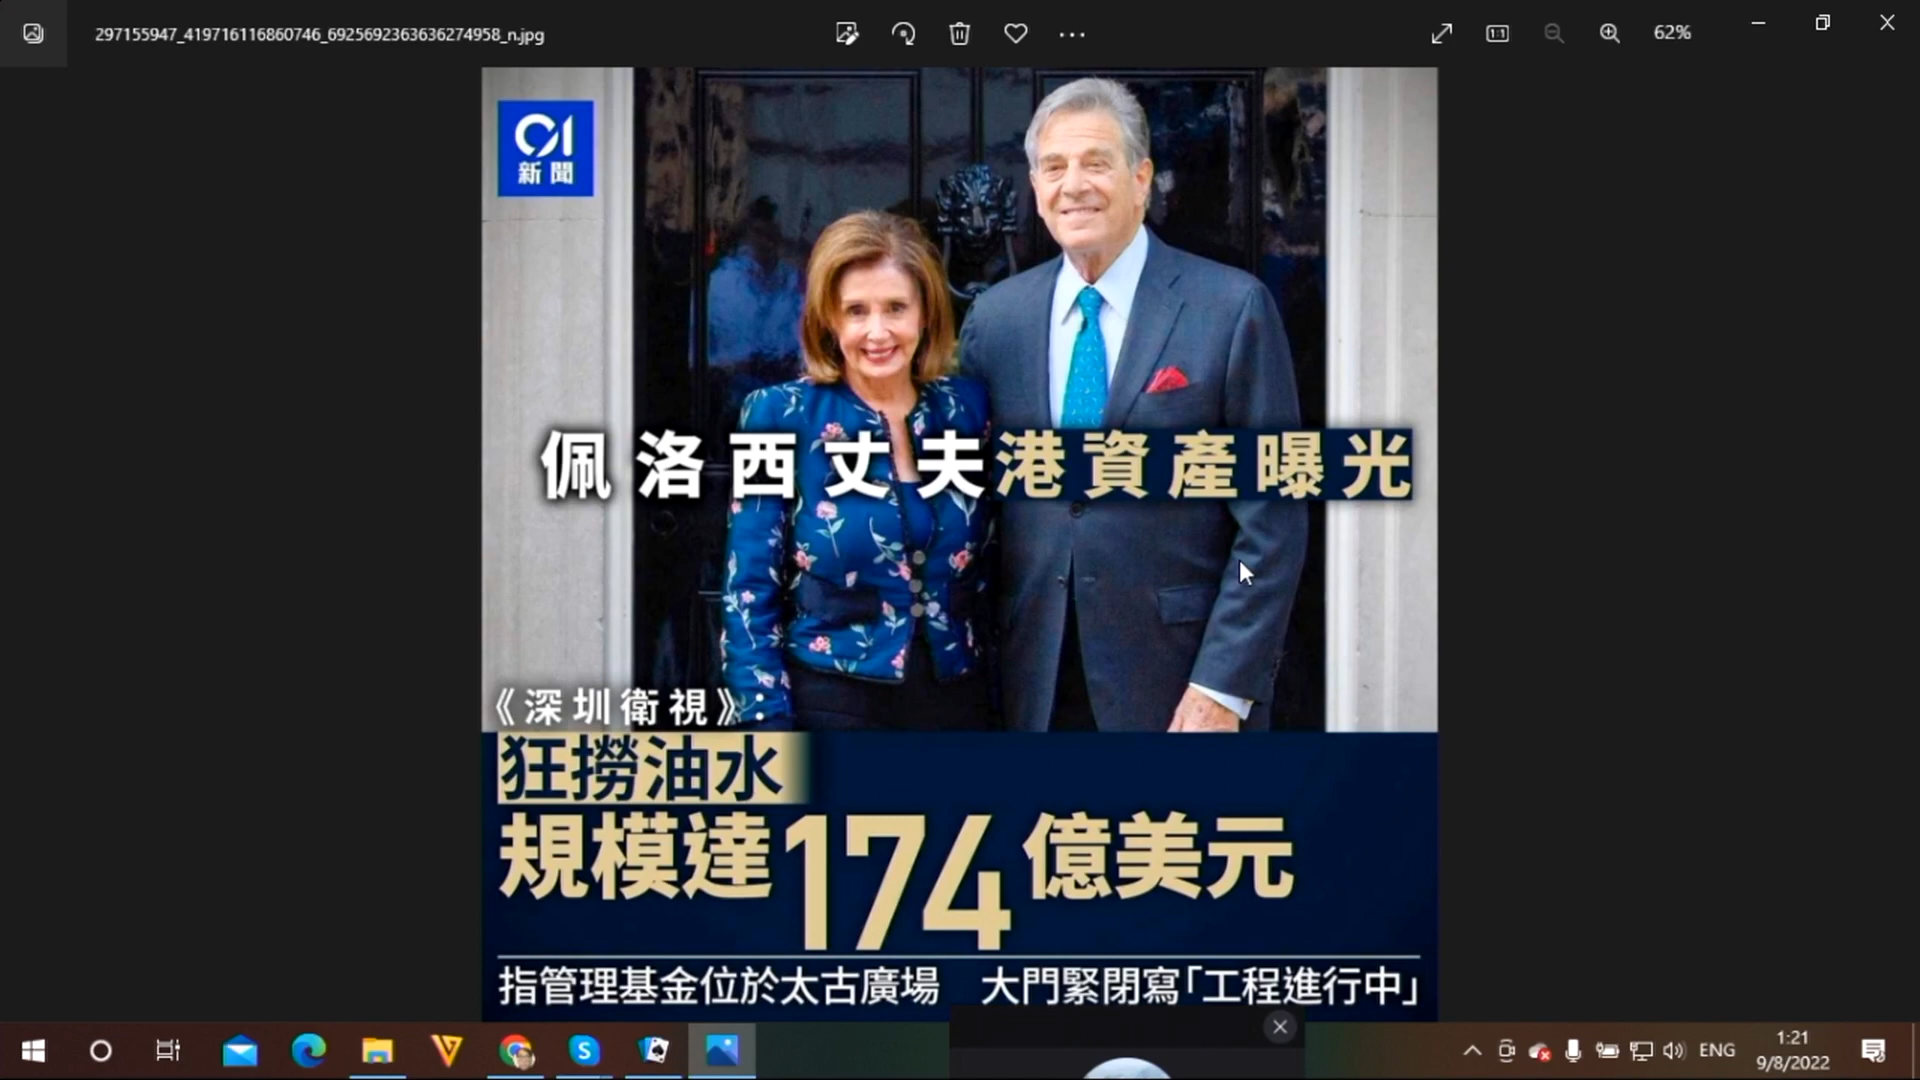 297155947_419716116860746_6925692363636274958_n.jpg
1:1
62%
01
新聞
佩洛西丈夫港資產曝光
《深圳衛視》：
狂撈油水
規模達174億美元
指管理基金位於太古廣場 大門緊閉寫「工程進行中」
ENG
1:21
9/8/2022